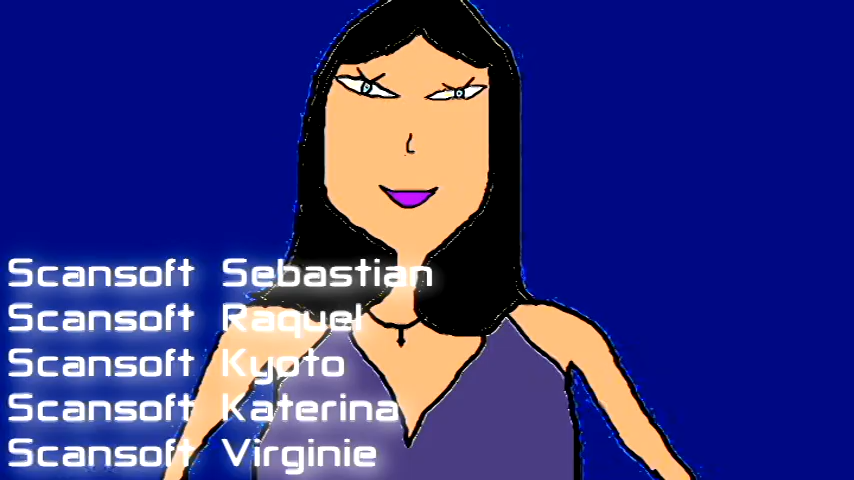 Scansoft Sebastian
Scansoft Raquel
Scansoft Kyoto
Scansoft Katerina
Scansoft Virginie